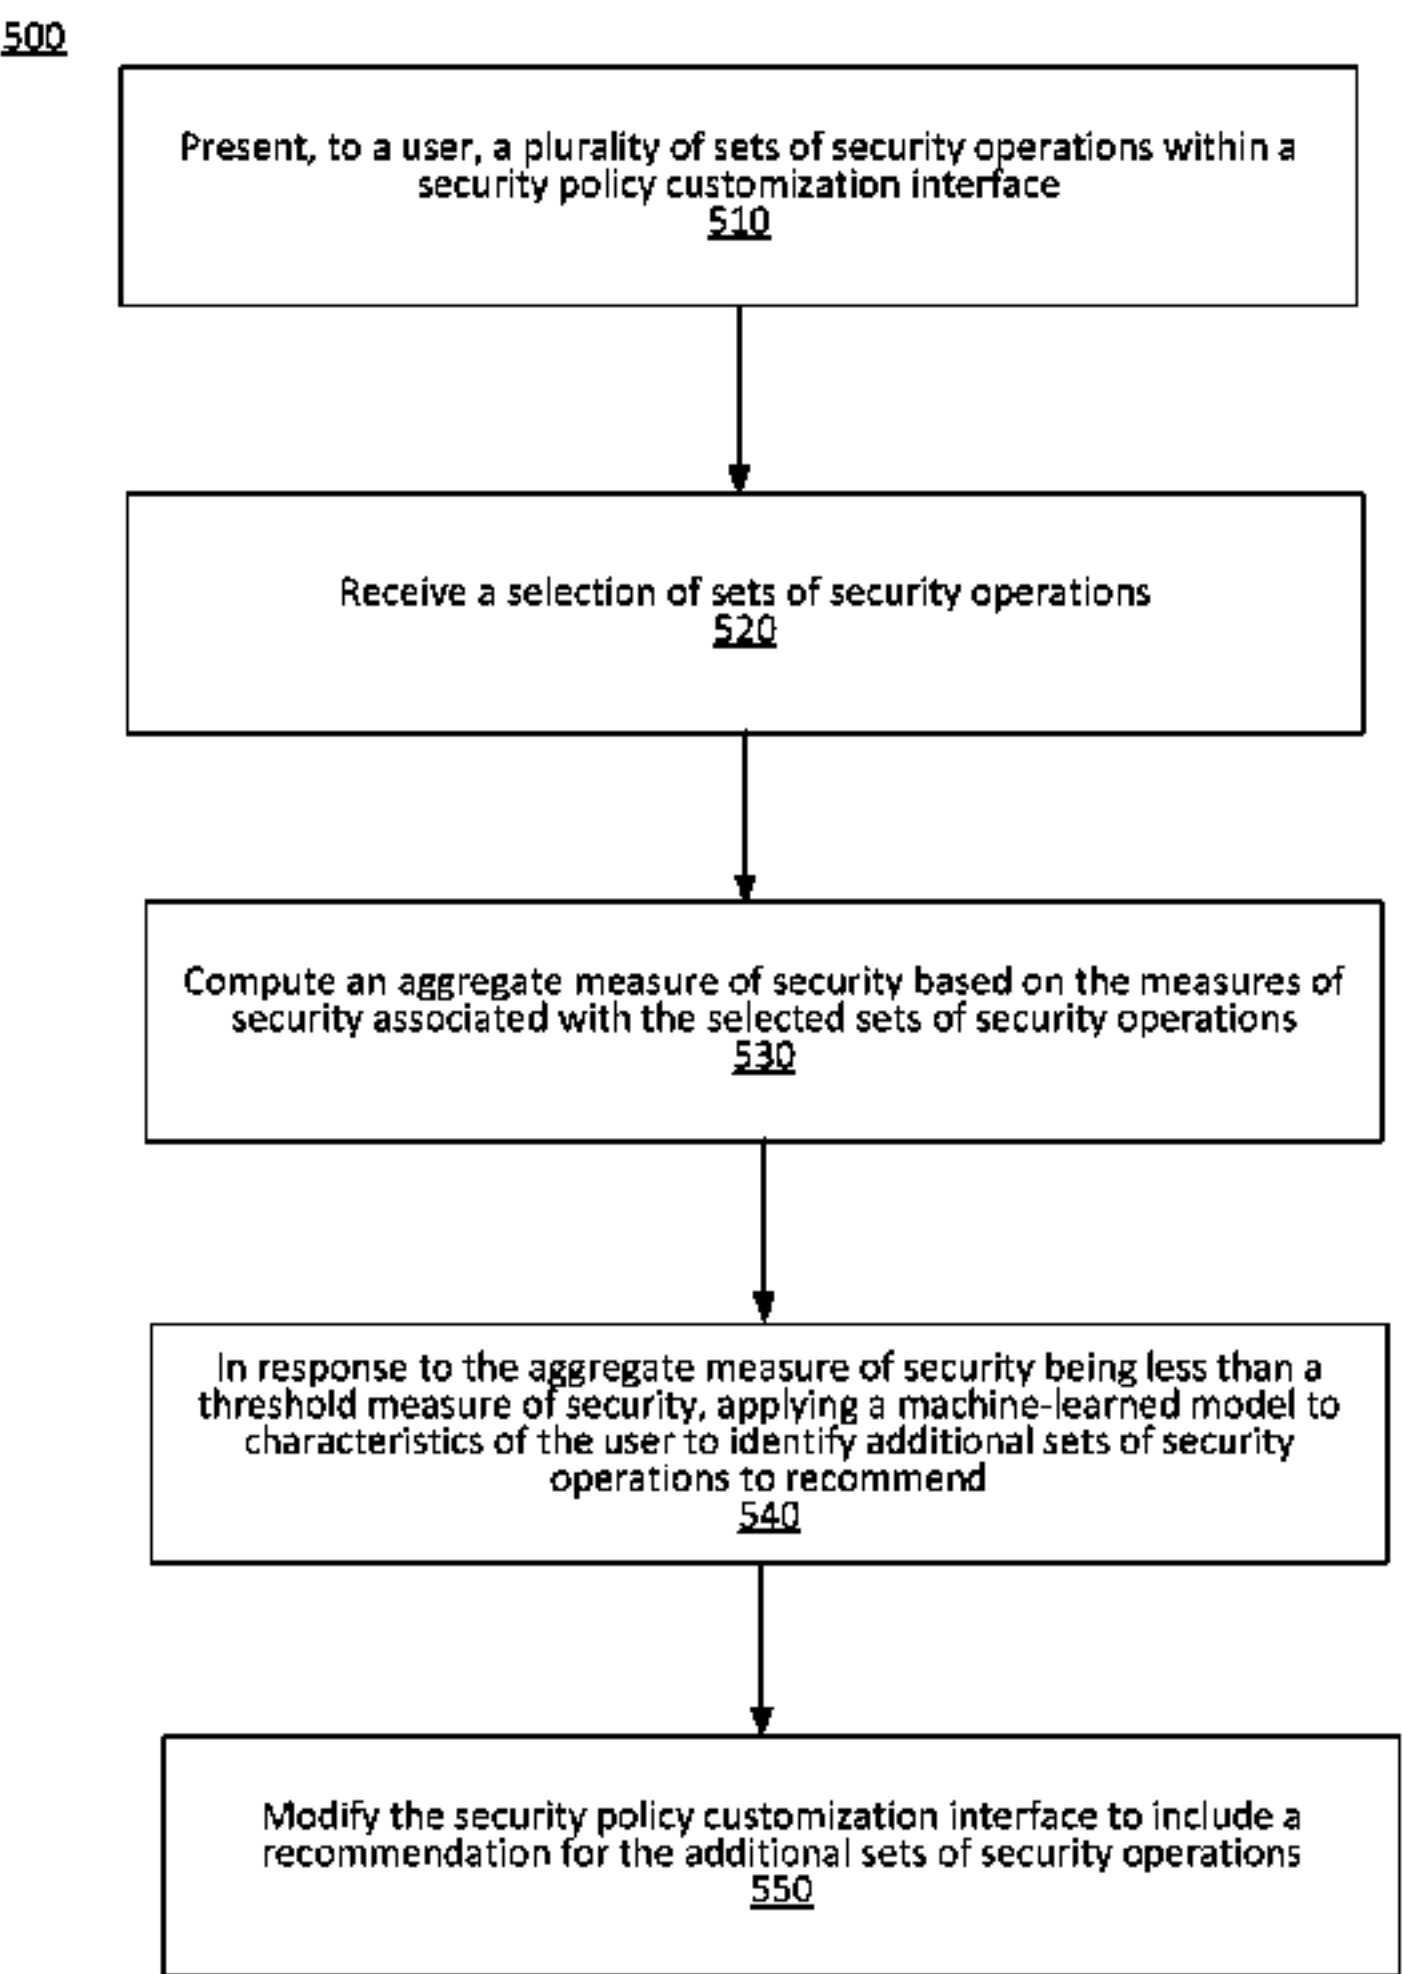 500
Present, to a user, a plurality of sets of security operations within a
security policy customization interface
510
Receive a selection of sets of security operations
520
Compute an aggregate measure of security based on the measures of
security associated with the selected sets of security operations
530
In response to the aggregate measure of security being less than a
threshold measure of security, applying a machine-learned model to
characteristics of the user to identify additional sets of security
operations to recommend
540
Modify the security policy customization interface to include a
recommendation for the additional sets of security operations
550